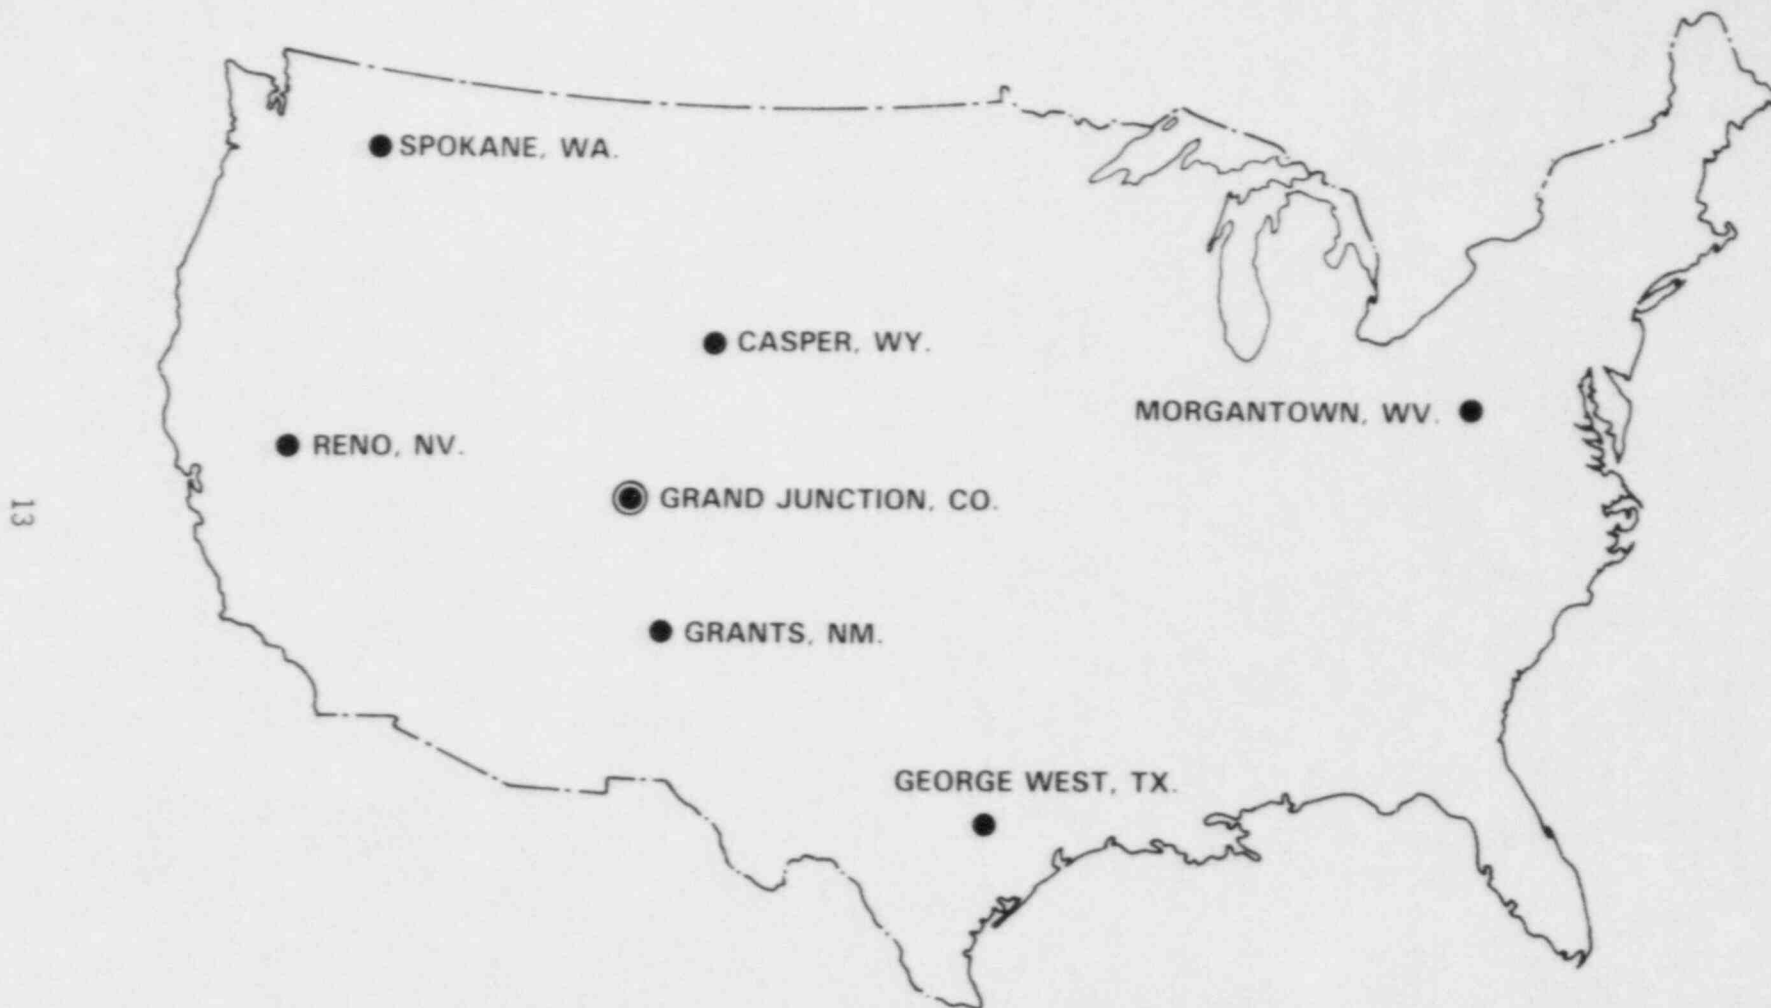 SPOKANE, WA.
CASPER, WY.
MORGANTOWN, WV.
RENO, NV.
GRAND JUNCTION, CO.
13
GRANTS, NM.
GEORGE WEST, TX.